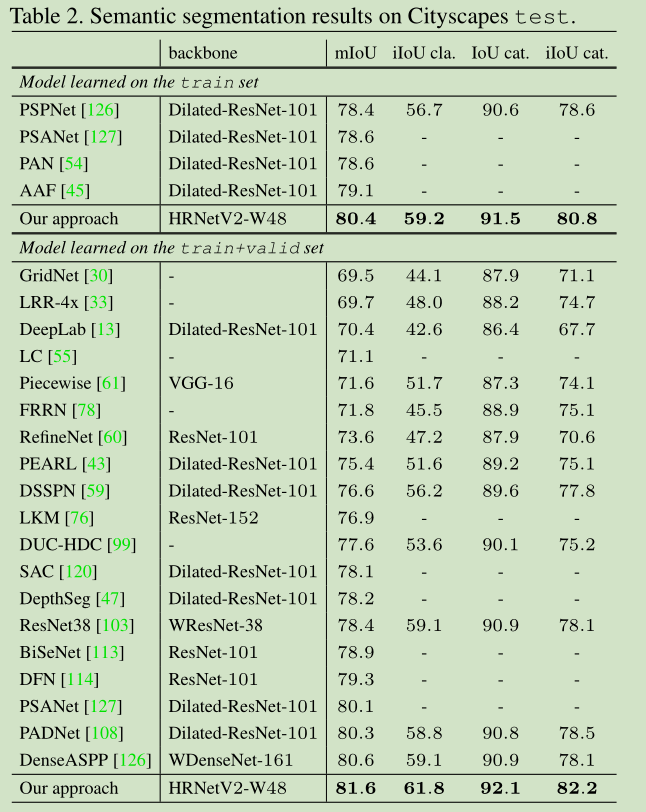 Table 2. Semantic segmentation results on Cityscapes test.
backbone mIoU iIoU cla. IoU cat. iIoU cat.
Model learned on the train set
PSPNet [126] Dilated-ResNet-101 78.4 56.7 90.6 78.6
PSANet [127] Dilated-ResNet-101 78.6 - - -
PAN [54] Dilated-ResNet-101 78.6 - - -
AAF [45] Dilated-ResNet-101 79.1 - - -
Our approach HRNetV2-W48 80.4 59.2 91.5 80.8
Model learned on the train+valid set
GridNet [30] - 69.5 44.1 87.9 71.1
LRR-4x [33] - 69.7 48.0 88.2 74.7
DeepLab [13] Dilated-ResNet-101 70.4 42.6 86.4 67.7
LC [55] - 71.1 - - -
Piecewise [61] VGG-16 71.6 51.7 87.3 74.1
FRRN [78] - 71.8 45.5 88.9 75.1
RefineNet [60] ResNet-101 73.6 47.2 87.9 70.6
PEARL [43] Dilated-ResNet-101 75.4 51.6 89.2 75.1
DSSPN [59] Dilated-ResNet-101 76.6 56.2 89.6 77.8
LKM [76] ResNet-152 76.9 - - -
DUC-HDC [99] - 77.6 53.6 90.1 75.2
SAC [120] Dilated-ResNet-101 78.1 - - -
DepthSeg [47] Dilated-ResNet-101 78.2 - - -
ResNet38 [103] WResNet-38 78.4 59.1 90.9 78.1
BiSeNet [113] ResNet-101 78.9 - - -
DFN [114] ResNet-101 79.3 - - -
PSANet [127] Dilated-ResNet-101 80.1 - - -
PADNet [108] Dilated-ResNet-101 80.3 58.8 90.8 78.5
DenseASPP [126] WDenseNet-161 80.6 59.1 90.9 78.1
Our approach HRNetV2-W48 81.6 61.8 92.1 82.2